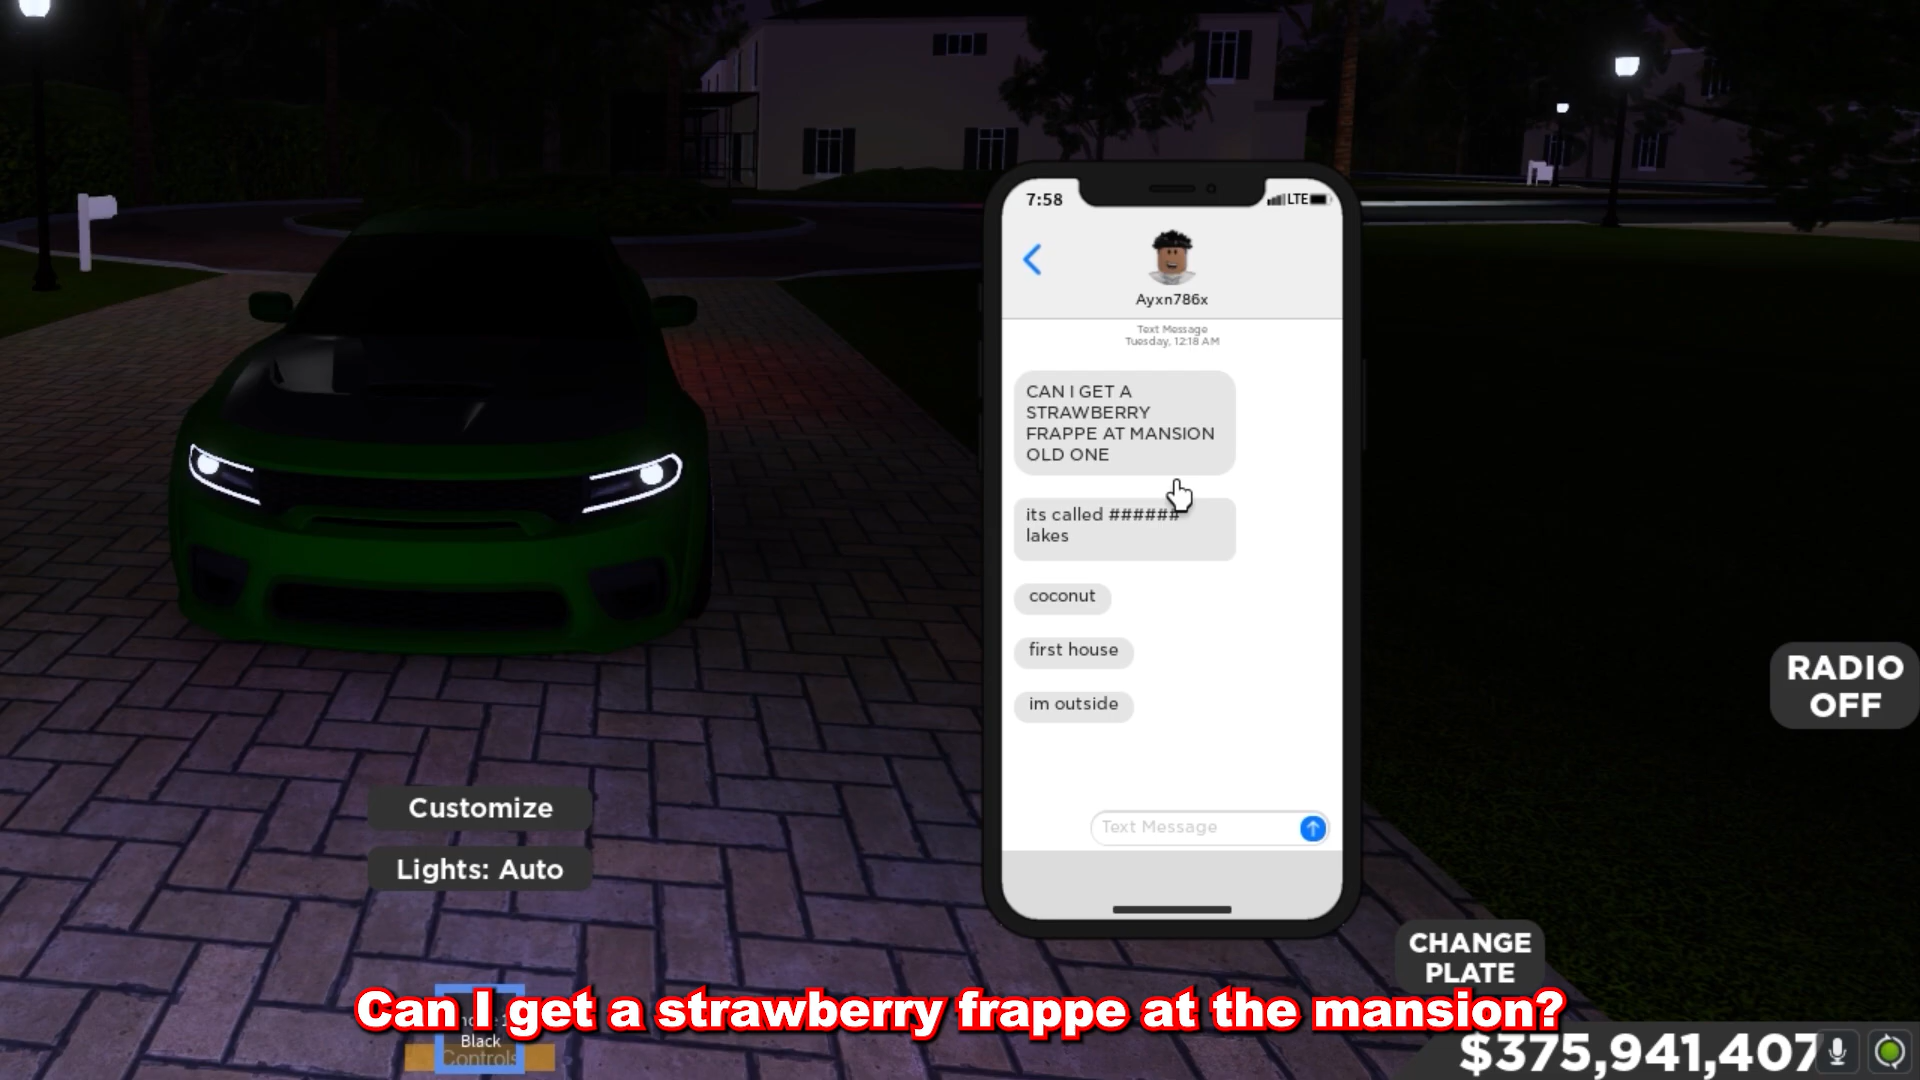 7:58
LTE
Ayxn786x
Text Message
Tuesday, 12:18 AM
CAN I GET A
STRAWBERRY
FRAPPE AT MANSION
OLD ONE
its called ######
lakes
coconut
first house
im outside
Text Message
RADIO
OFF
Customize
Lights: Auto
CHANGE
PLATE
Can I get a strawberry frappe at the mansion?
Black
Controls
$375,941,407